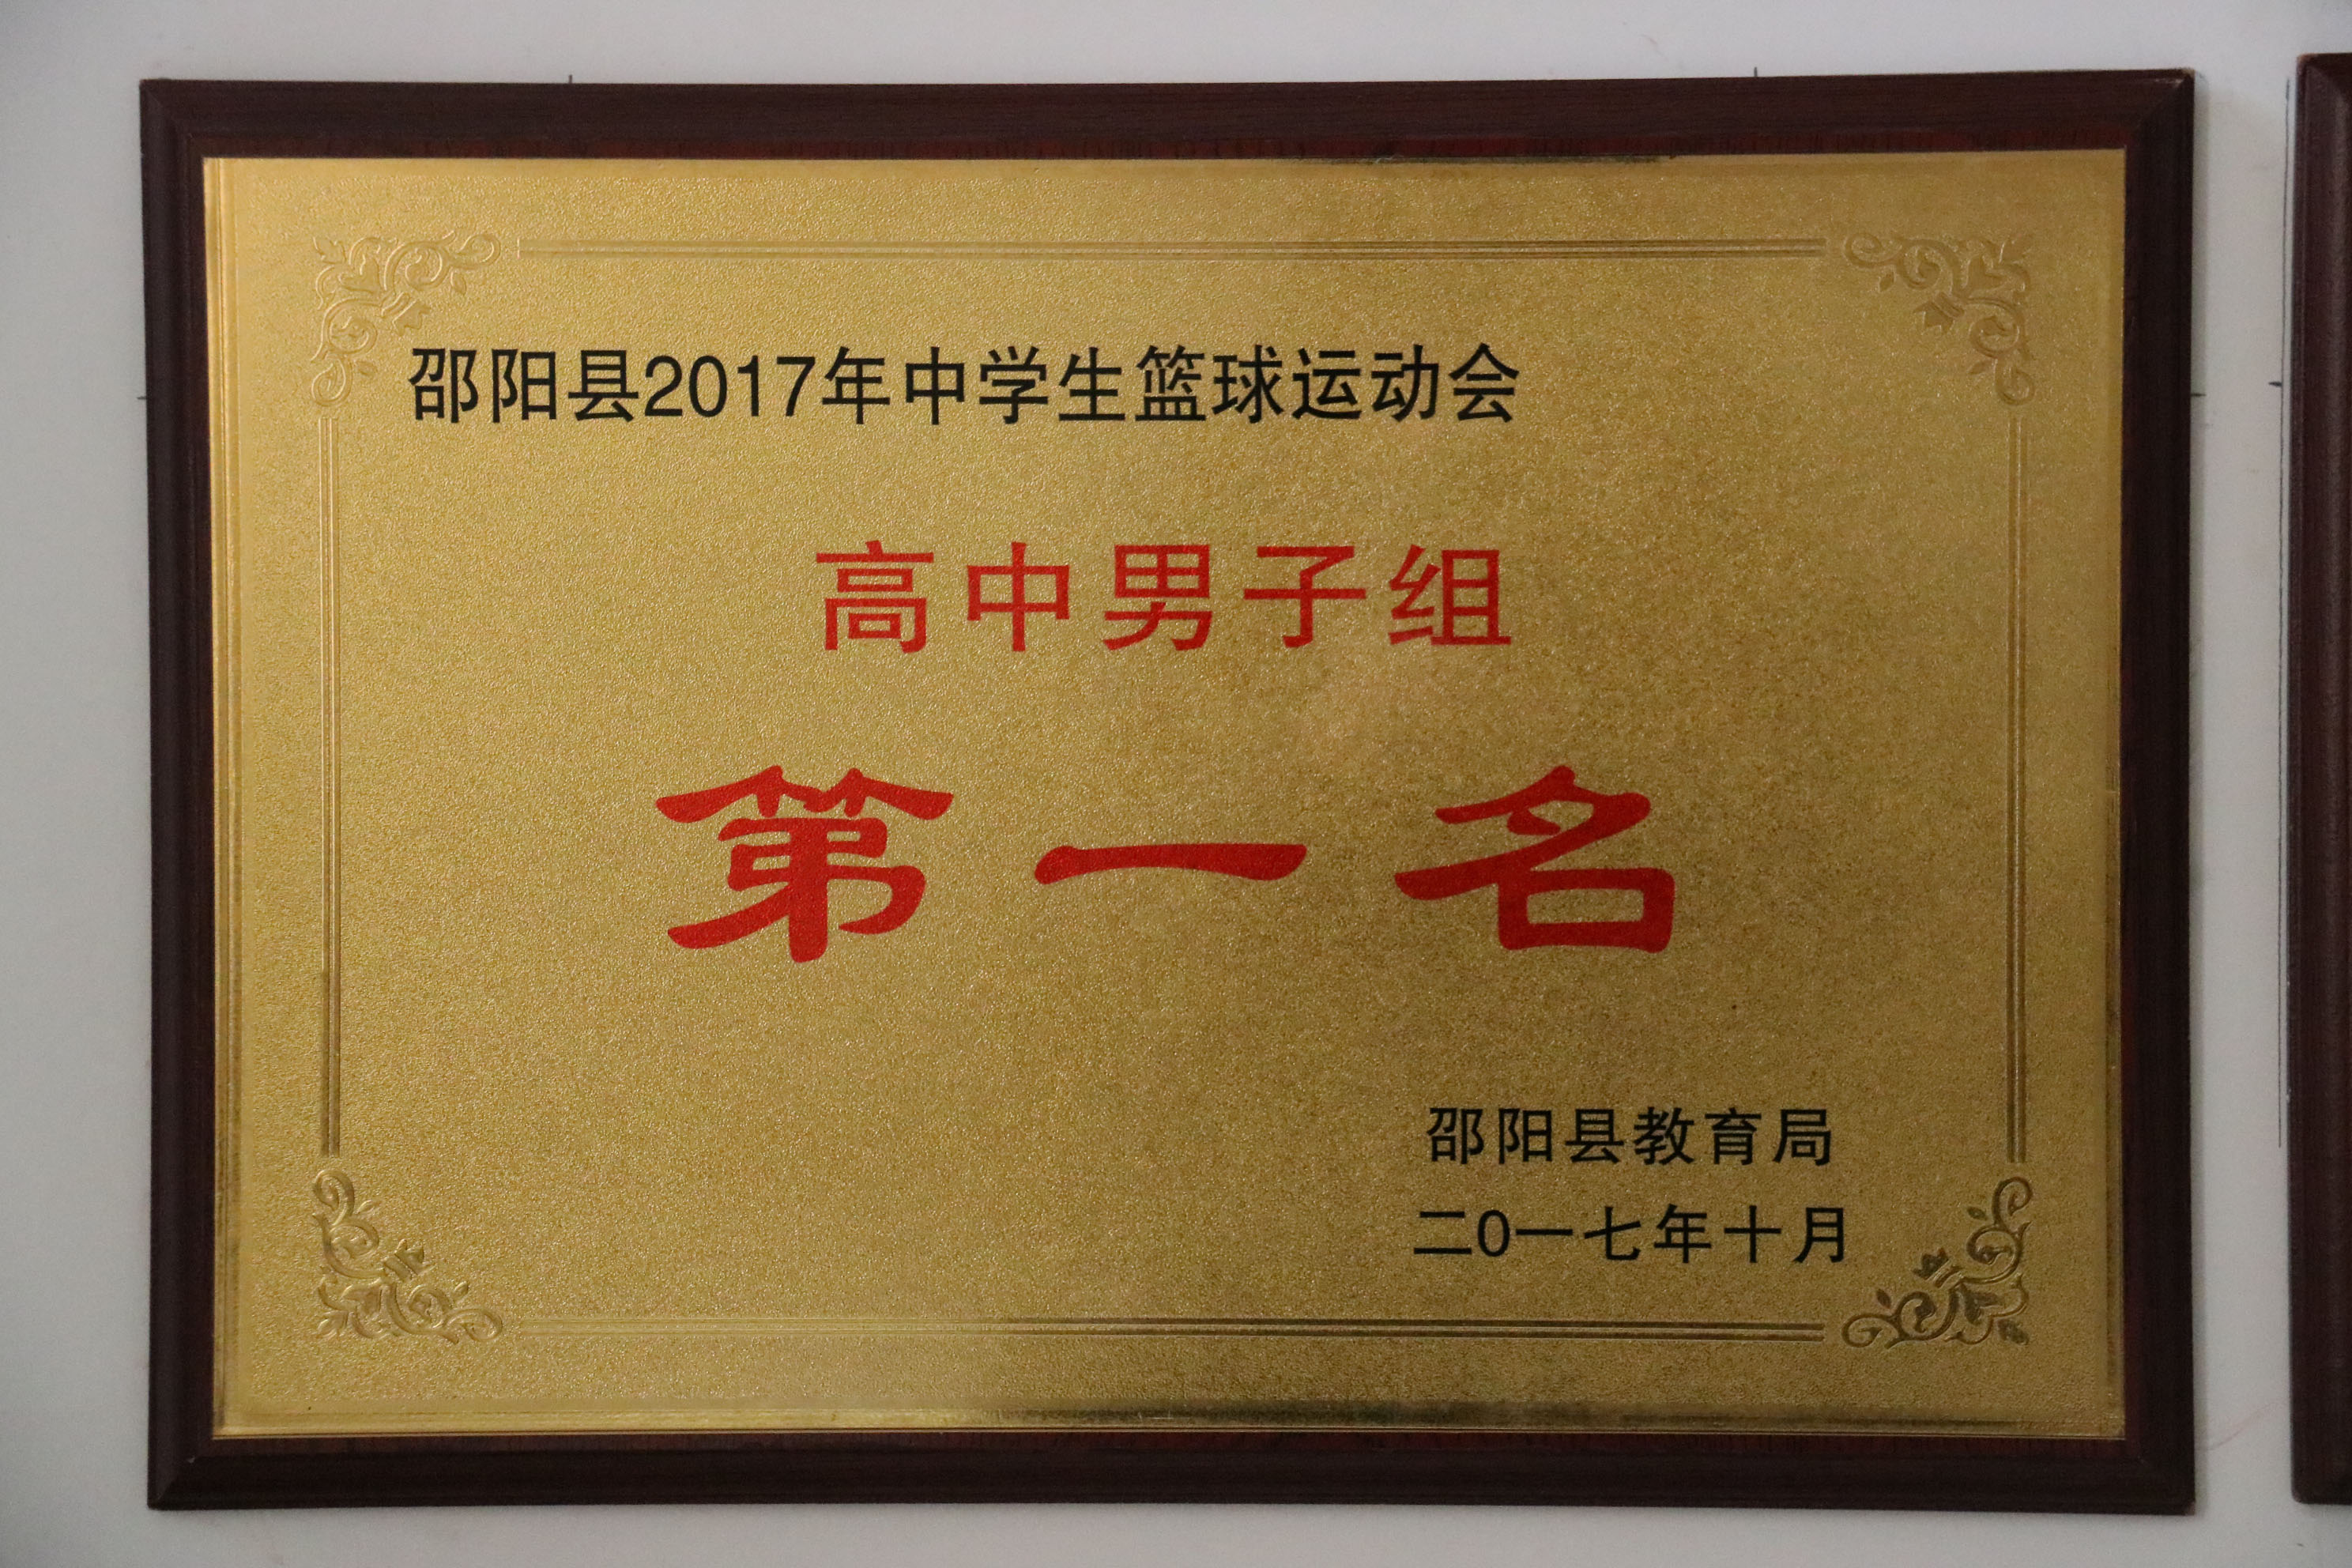 邵阳县2017年中学生篮球运动会
高中男子组
第一名
邵阳县教育局
二0一七年十月